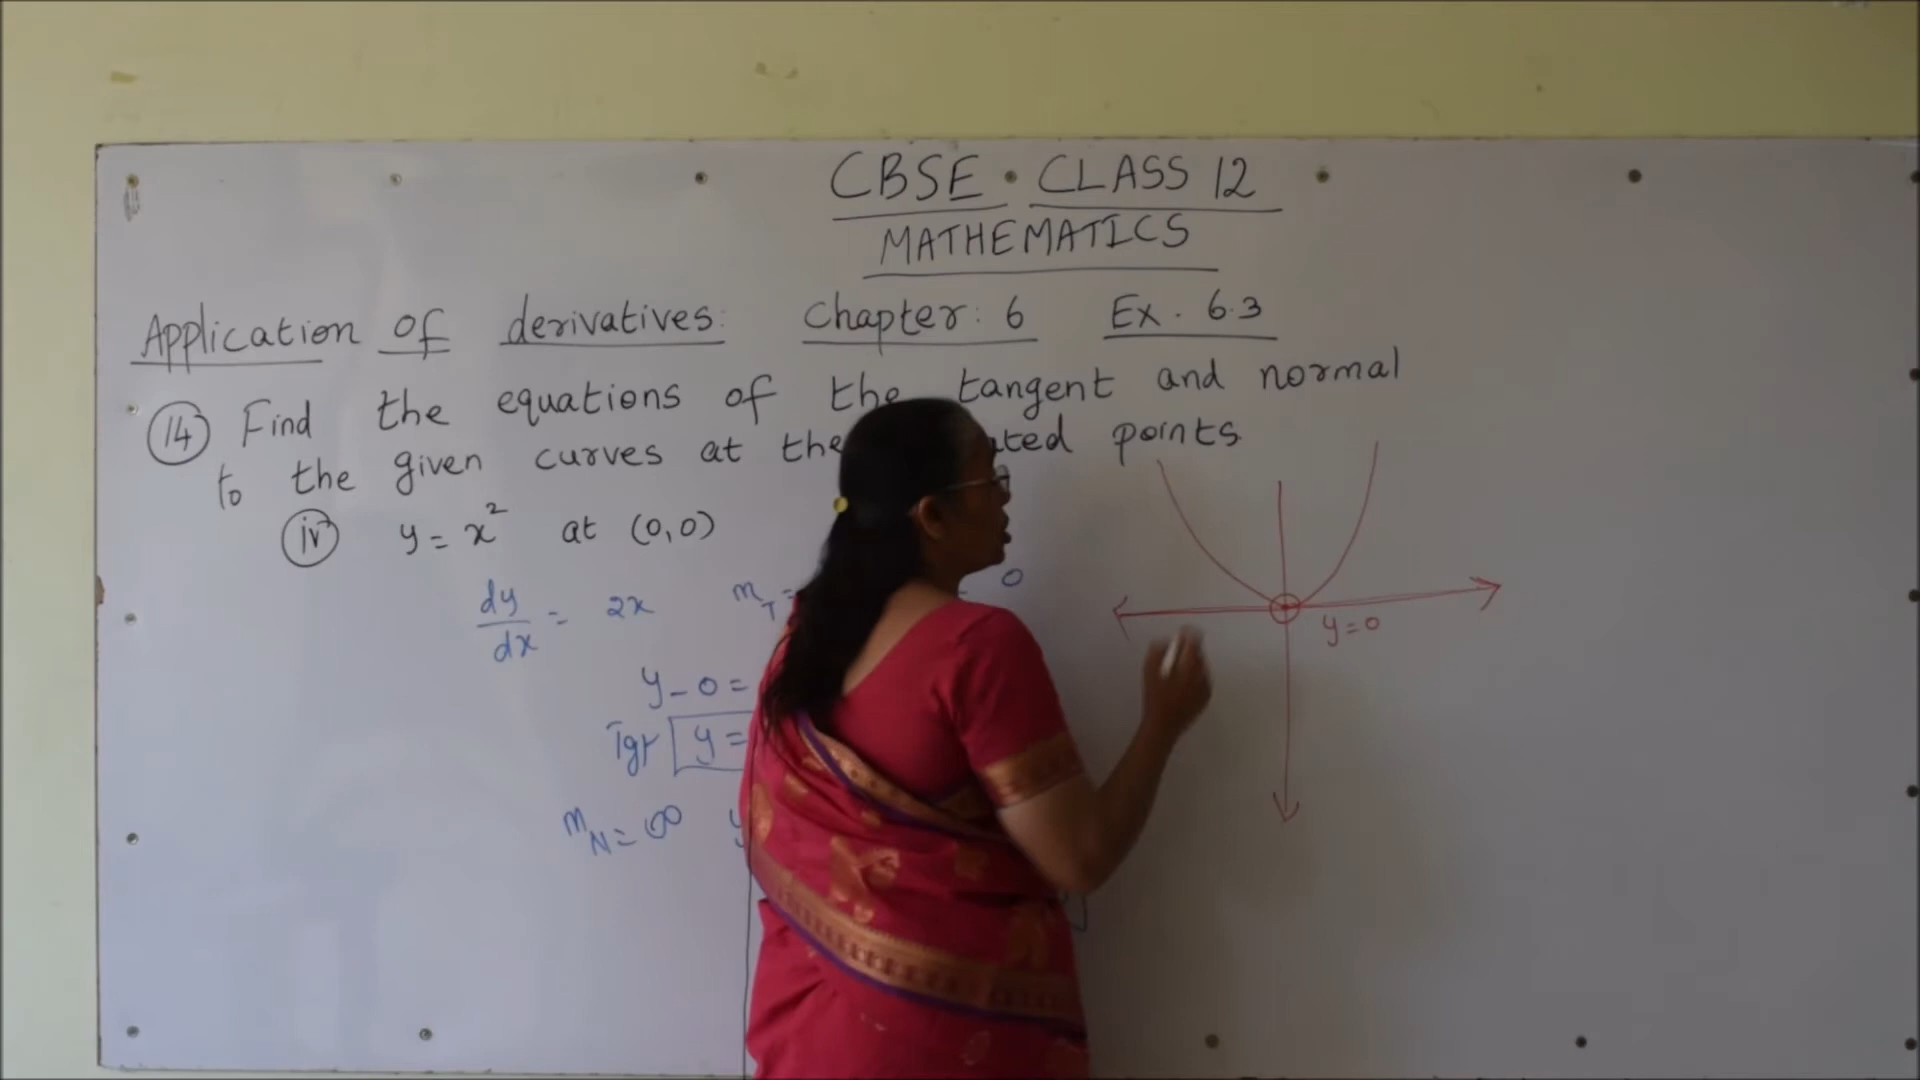 CBSE CLASS 12
MATHEMATICS
Application of derivatives: Chapter: 6 Ex. 6.3
14 Find the equations of the tangent and normal
to the given curves at the points
iv y = x² at (0,0)
dy/dx = 2x m_T = 0
y - 0 =
Tgt y =
m_N = ∞ y
y = 0